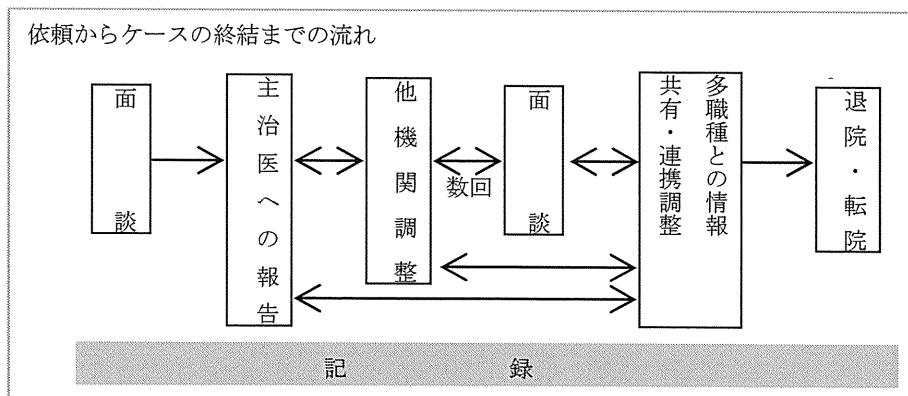 依頼からケースの終結までの流れ
面談
主治医への報告
他機関調整
数回
面談
多職種との情報
共有・連携調整
退院・転院
記録